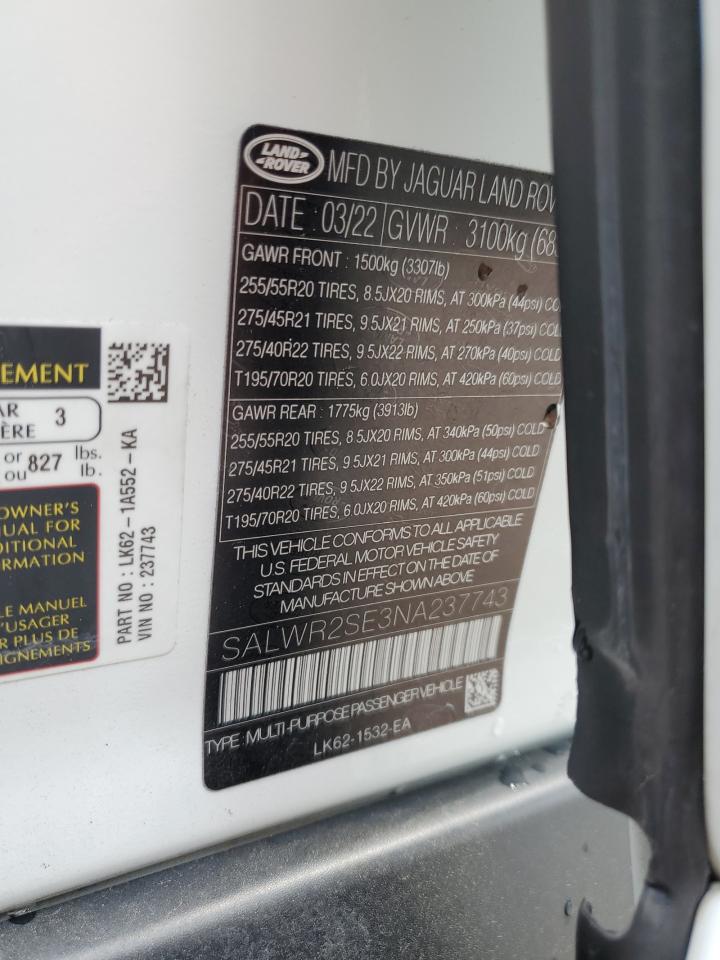 LAND
ROVER
MFD BY JAGUAR LAND ROV
DATE : 03/22 GVWR : 3100kg (68
GAWR FRONT : 1500kg (3307lb)
255/55R20 TIRES, 8.5JX20 RIMS, AT 300kPa (44psi) CO
275/45R21 TIRES, 9.5JX21 RIMS, AT 250kPa (37psi) CO
275/40R22 TIRES, 9.5JX22 RIMS, AT 270kPa (40psi) COL
T195/70R20 TIRES, 6.0JX20 RIMS, AT 420kPa (60psi) COLD
GAWR REAR : 1775kg (3913lb)
255/55R20 TIRES, 8.5JX20 RIMS, AT 340kPa (50psi) COLD
275/45R21 TIRES, 9.5JX21 RIMS, AT 300kPa (44psi) COLD
275/40R22 TIRES, 9.5JX22 RIMS, AT 350kPa (51psi) COLD
T195/70R20 TIRES, 6.0JX20 RIMS, AT 420kPa (60psi) COLD
THIS VEHICLE CONFORMS TO ALL APPLICABLE
U.S. FEDERAL MOTOR VEHICLE SAFETY
STANDARDS IN EFFECT ON THE DATE OF
MANUFACTURE SHOWN ABOVE
SALWR2SE3NA237743
TYPE : MULTI-PURPOSE PASSENGER VEHICLE
LK62-1532-EA
EMENT
AR
IÈRE 3
or 827 lbs.
ou lb.
OWNER'S
UAL FOR
DITIONAL
ORMATION
LE MANUEL
'USAGER
R PLUS DE
IGNEMENTS
PART NO : LK62-1A552-KA
VIN NO : 237743